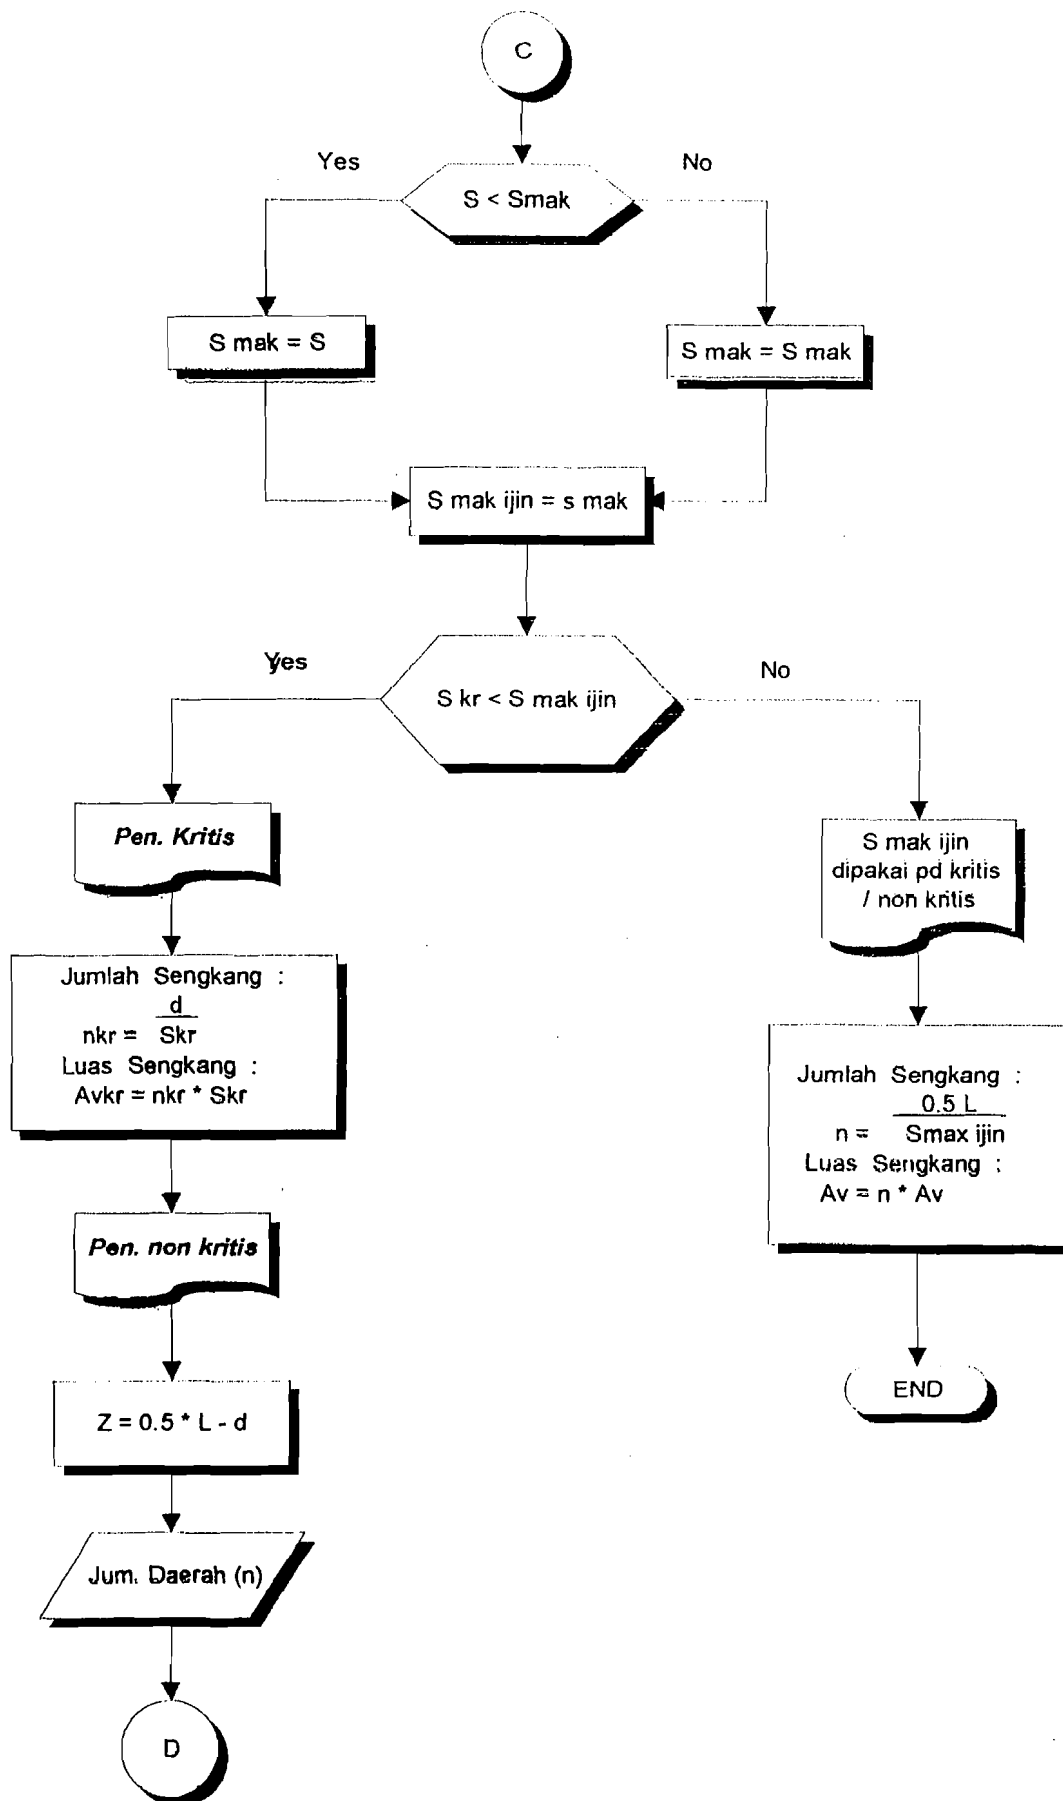 C
Yes
No
S < Smak
S mak = S
S mak = S mak
S mak ijin = s mak
Yes
No
S kr < S mak ijin
Pen. Kritis
S mak ijin
dipakai pd kritis
/ non kritis
Jumlah Sengkang :
d
nkr = Skr
Luas Sengkang :
Avkr = nkr * Skr
Jumlah Sengkang :
0.5 L
n = Smax ijin
Luas Sengkang :
Av = n * Av
Pen. non kritis
END
Z = 0.5 * L - d
Jum. Daerah (n)
D